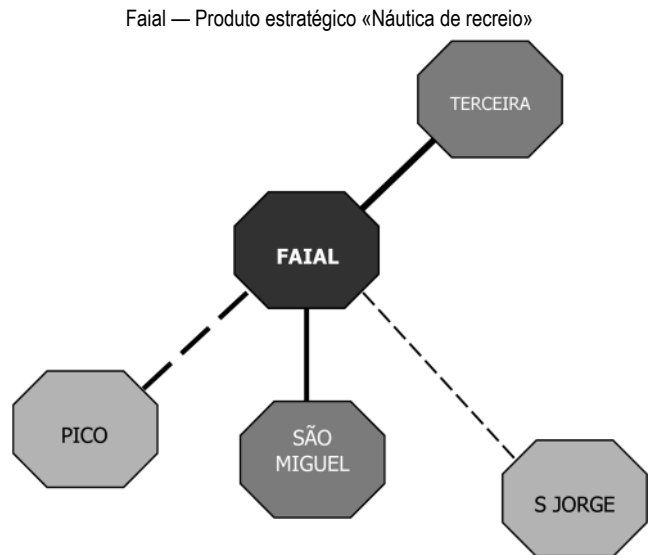 Faial — Produto estratégico «Náutica de recreio»
TERCEIRA
FAIAL
PICO
SÃO
MIGUEL
S JORGE